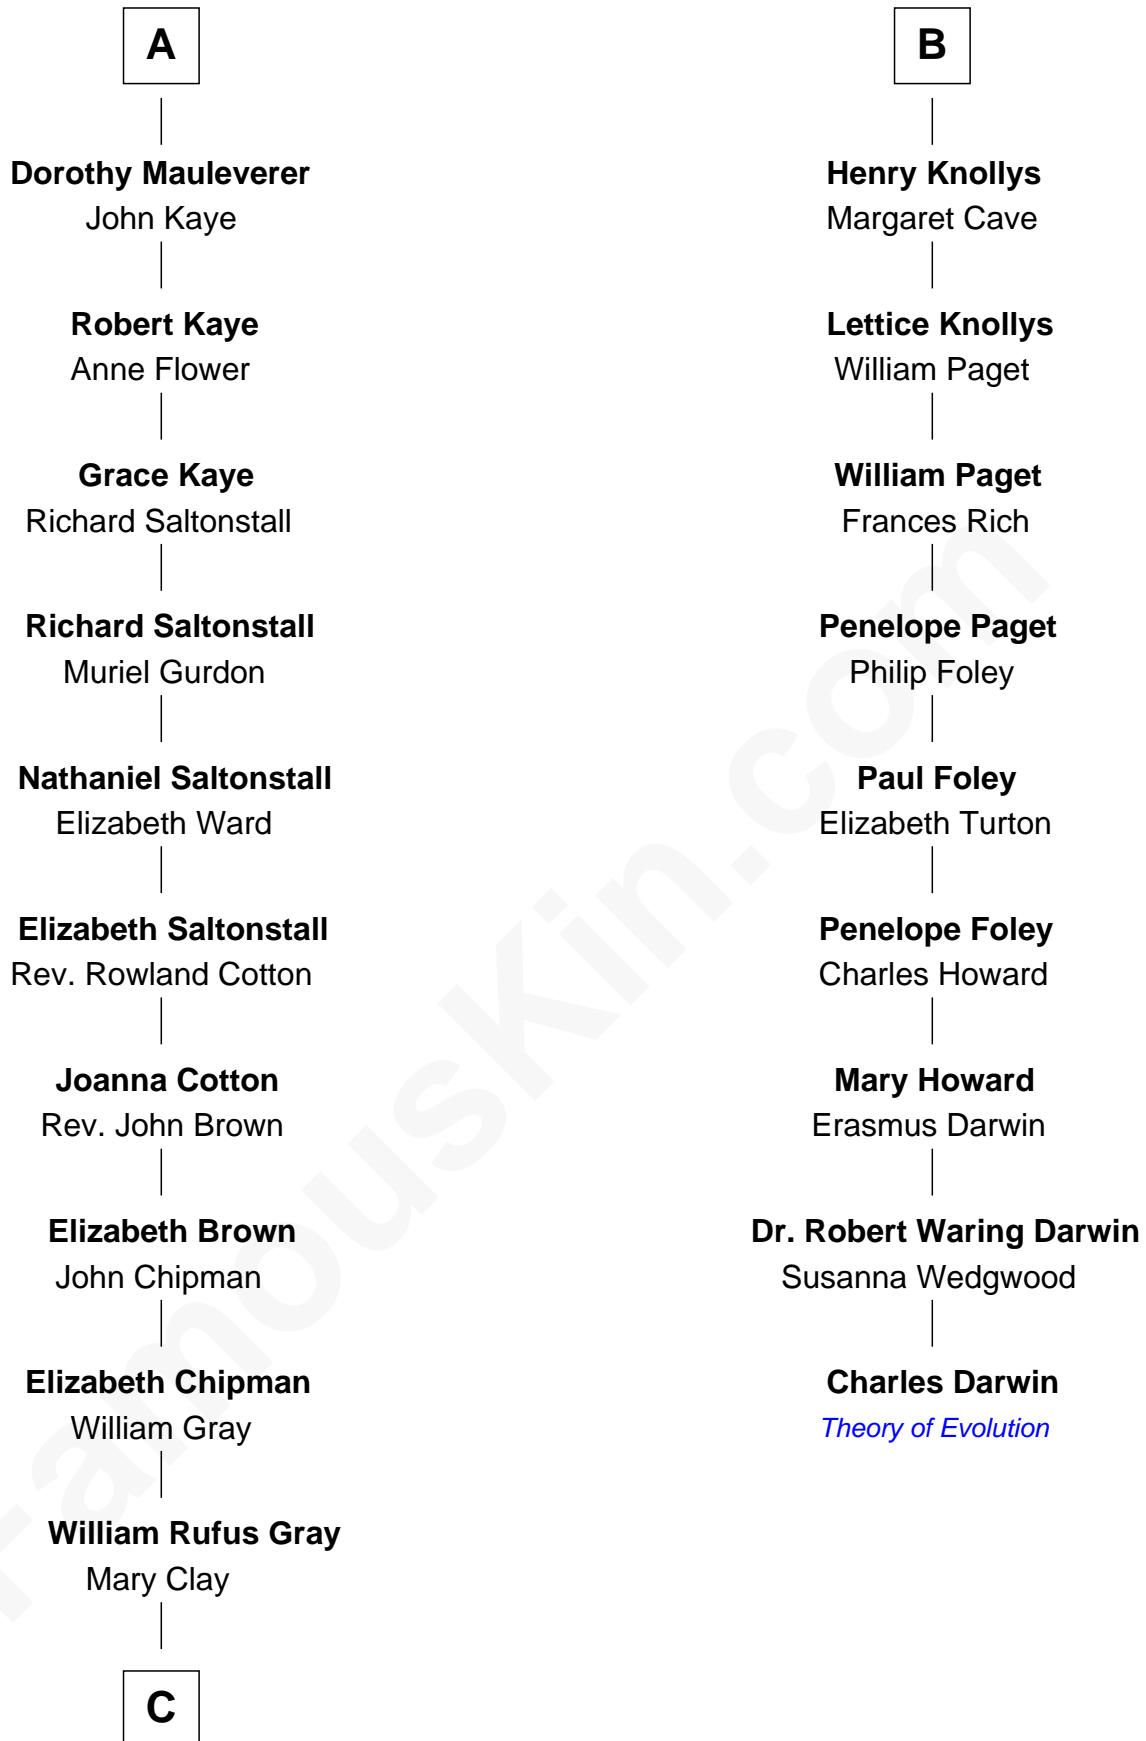 A
Dorothy Mauleverer
John Kaye
Robert Kaye
Anne Flower
Grace Kaye
Richard Saltonstall
Richard Saltonstall
Muriel Gurdon
Nathaniel Saltonstall
Elizabeth Ward
Elizabeth Saltonstall
Rev. Rowland Cotton
Joanna Cotton
Rev. John Brown
Elizabeth Brown
John Chipman
Elizabeth Chipman
William Gray
William Rufus Gray
Mary Clay
C
B
Henry Knollys
Margaret Cave
Lettice Knollys
William Paget
William Paget
Frances Rich
Penelope Paget
Philip Foley
Paul Foley
Elizabeth Turton
Penelope Foley
Charles Howard
Mary Howard
Erasmus Darwin
Dr. Robert Waring Darwin
Susanna Wedgwood
Charles Darwin
Theory of Evolution
FamousKin.com